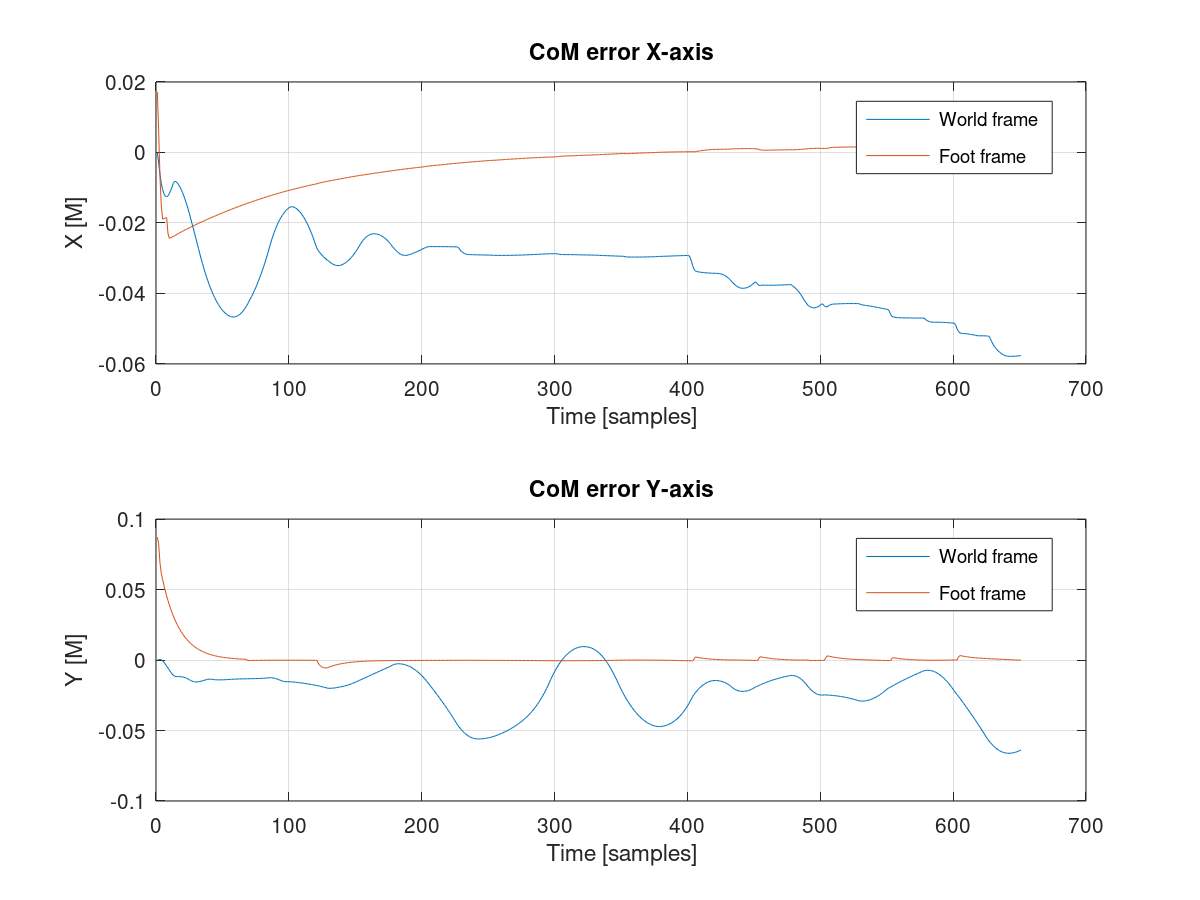 CoM error X-axis
0.02
0
-0.02
-0.04
-0.06
X [M]
World frame
Foot frame
0 100 200 300 400 500 600 700
Time [samples]
CoM error Y-axis
0.1
0.05
0
-0.05
-0.1
Y [M]
World frame
Foot frame
0 100 200 300 400 500 600 700
Time [samples]